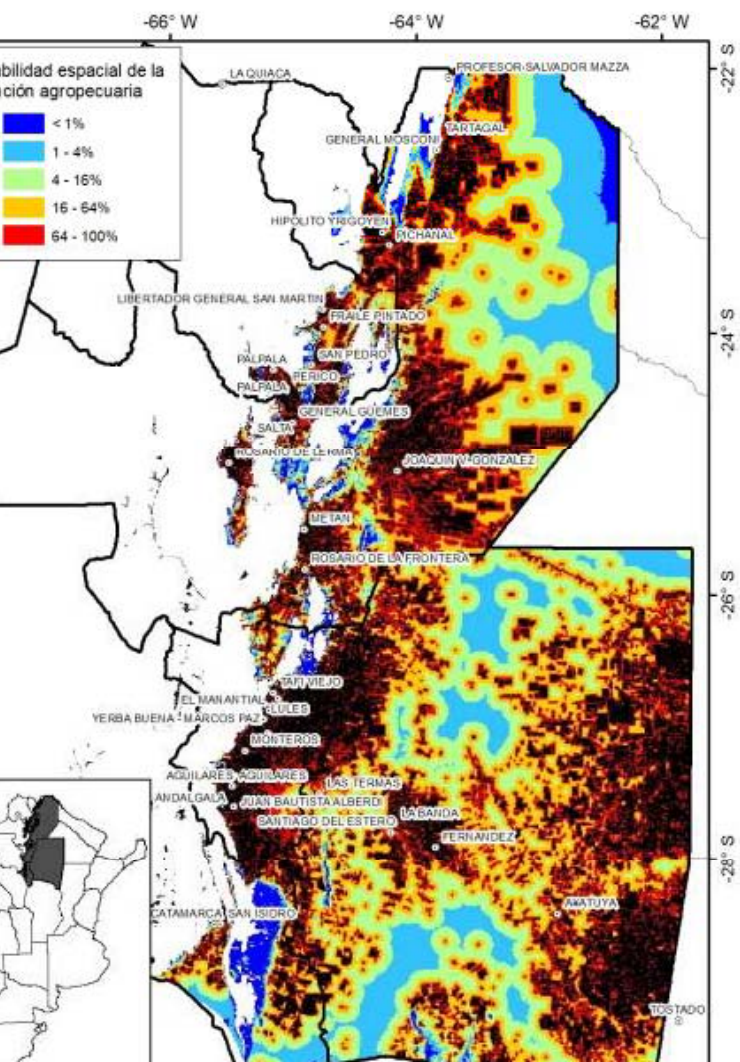 -66° W
-64° W
-62° W
bilidad espacial de la
ción agropecuaria
< 1%
1 - 4%
4 - 16%
16 - 64%
64 - 100%
-22° S
-24° S
-26° S
-28° S
LA QUIACA
PROFESOR SALVADOR MAZZA
TARTAGAL
GENERAL MOSCONI
HIPOLITO YRIGOYEN
PICHANAL
LIBERTADOR GENERAL SAN MARTIN
FRAILE PINTADO
SAN PEDRO
PALPALA
PERICO
PALPALA
GENERAL GÜEMES
SALTA
ROSARIO DE LERMA
JOAQUIN V. GONZALEZ
METAN
ROSARIO DE LA FRONTERA
TAFI VIEJO
EL MANANTIAL
LULES
YERBA BUENA - MARCOS PAZ
MONTEROS
AGUILARES AGUILARES
LAS TERMAS
ANDALGALA
JUAN BAUTISTA ALBERDI
LA BANDA
SANTIAGO DEL ESTERO
FERNANDEZ
AÑATUYA
CATAMARCA SAN ISIDRO
TOSTADO